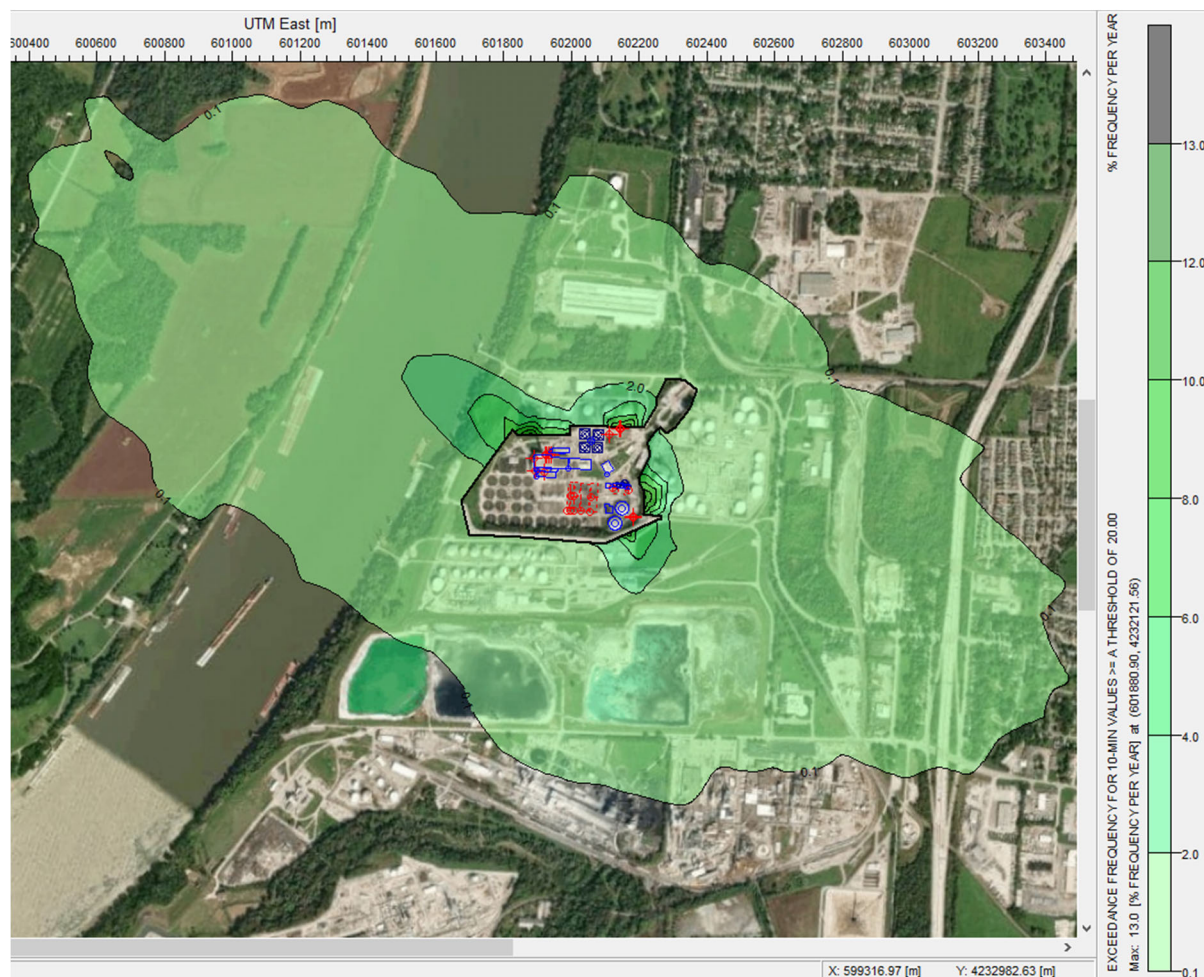 UTM East [m]
600400 600600 600800 601000 601200 601400 601600 601800 602000 602200 602400 602600 602800 603000 603200 603400
0.1
0.1
2.0
0.1
0.1
0.1
0.1
0.1
% FREQUENCY PER YEAR
EXCEEDANCE FREQUENCY FOR 10-MIN VALUES >= A THRESHOLD OF 20.00
Max: 13.0 [% FREQUENCY PER YEAR] at (601880.90, 4232121.56)
13.0
12.0
10.0
8.0
6.0
4.0
2.0
0.1
X: 599316.97 [m] Y: 4232982.63 [m]